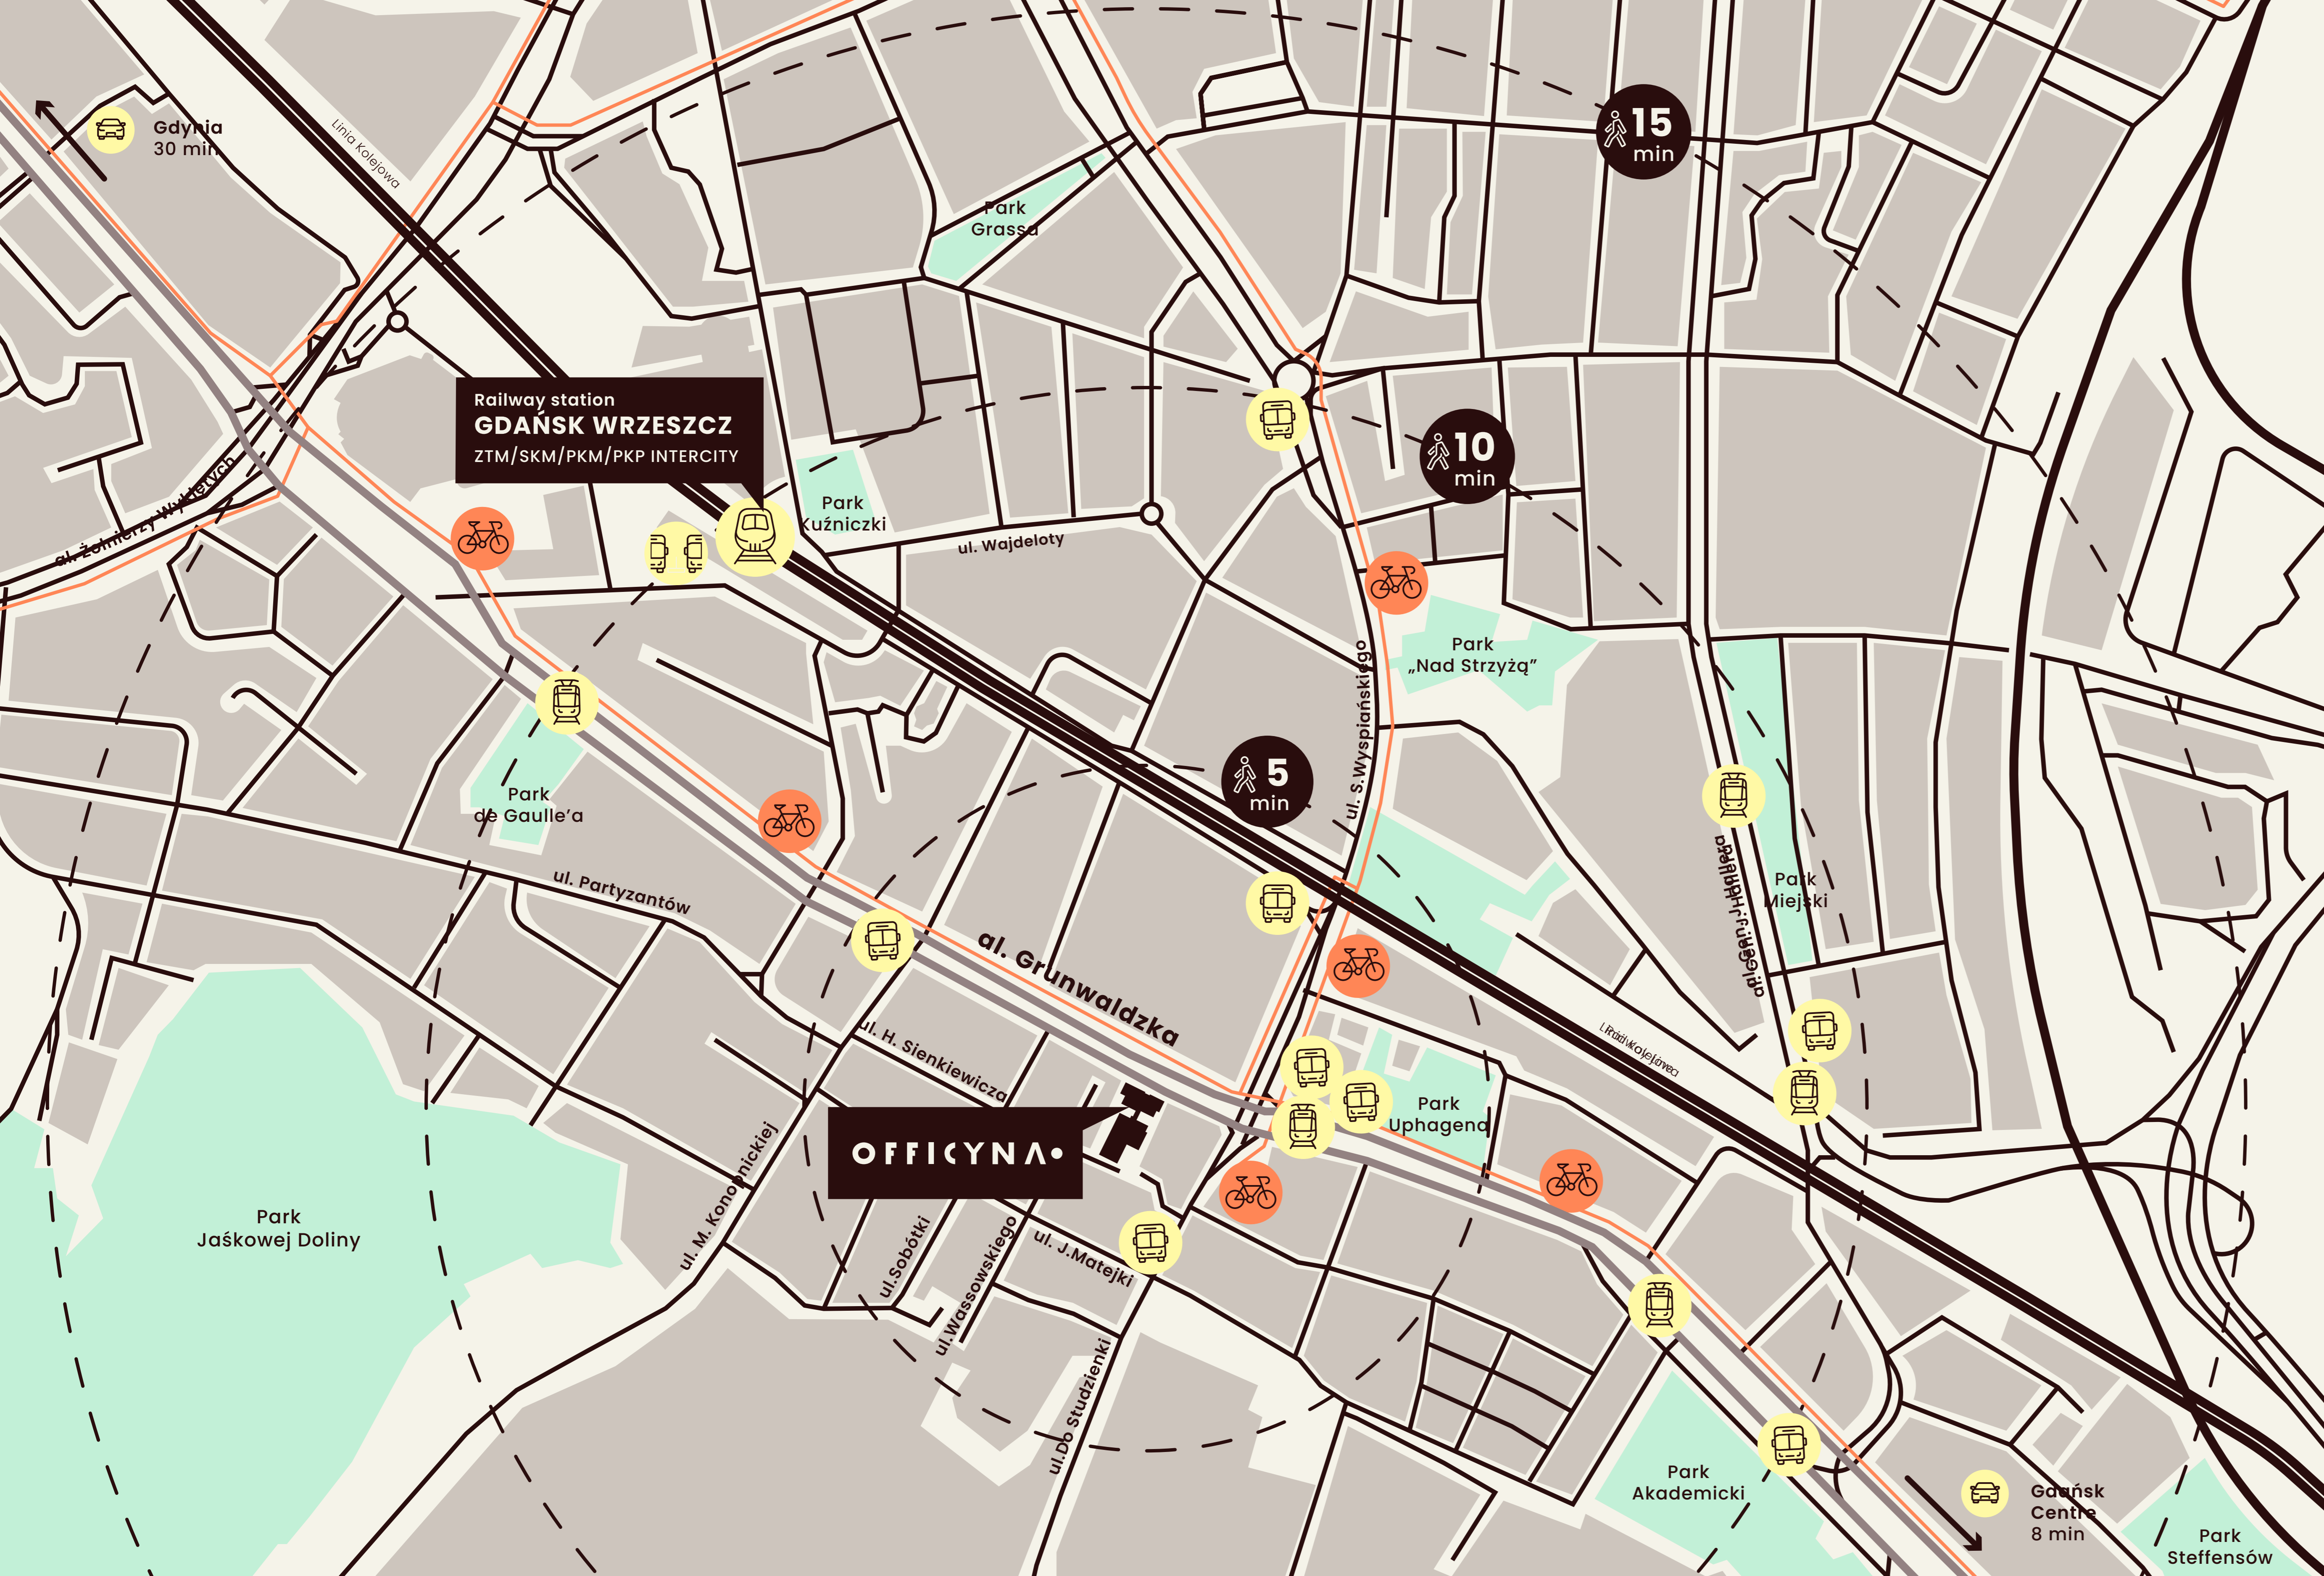 15
min
Gdynia
30 min
Linia Kolejowa
Park
Grassa
Railway station
GDAŃSK WRZESZCZ
ZTM/SKM/PKM/PKP INTERCITY
10
min
al. Żołnierzy Wyklętych
Park
Kuźniczki
ul. Wajdeloty
Park
„Nad Strzyżą”
ul. S.Wyspiańskiego
5
min
Park
de Gaulle’a
ul. Partyzantów
al. Gen. J. Hallera
Park
Miejski
al. Grunwaldzka
ul. H. Sienkiewicza
Park
Uphagena
OFFICYNA
ul. M. Konopnickiej
Park
Jaśkowej Doliny
ul.Sobótki
ul.Wassowskiego
ul. J.Matejki
ul.Do Studzienki
Park
Akademicki
Gdańsk
Centre
8 min
Park
Steffensów